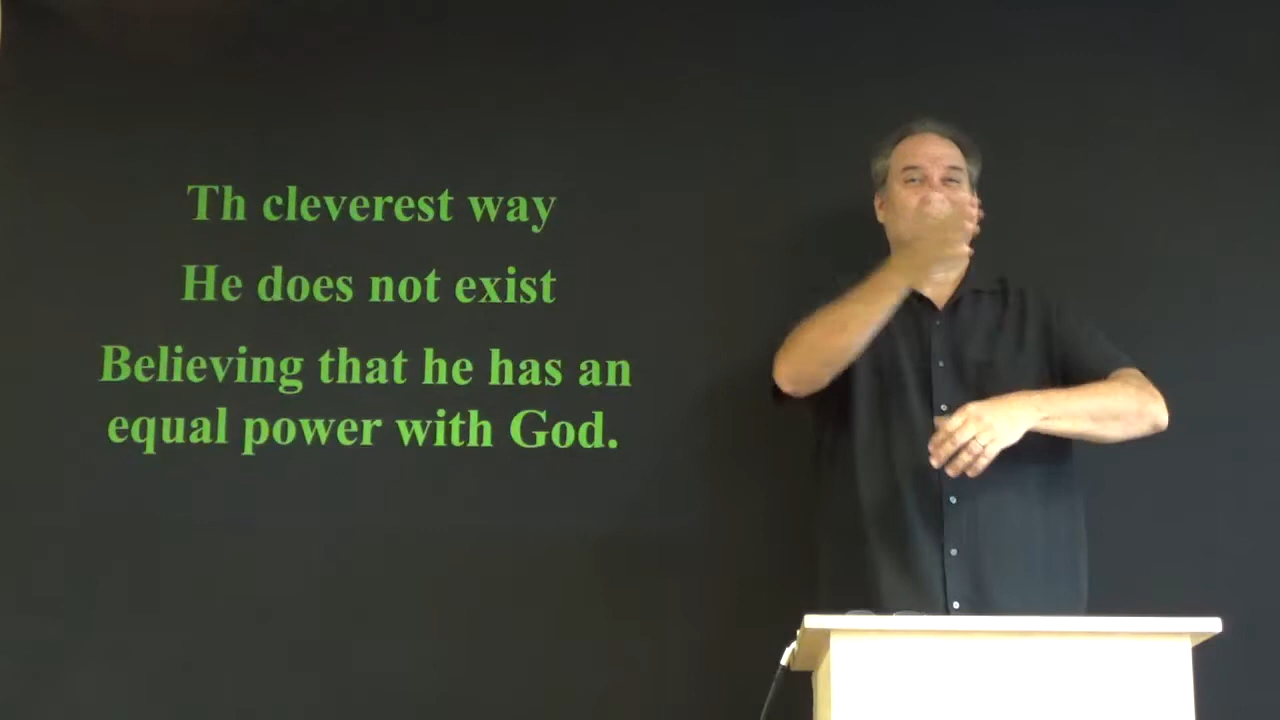 Th cleverest way
He does not exist
Believing that he has an
equal power with God.